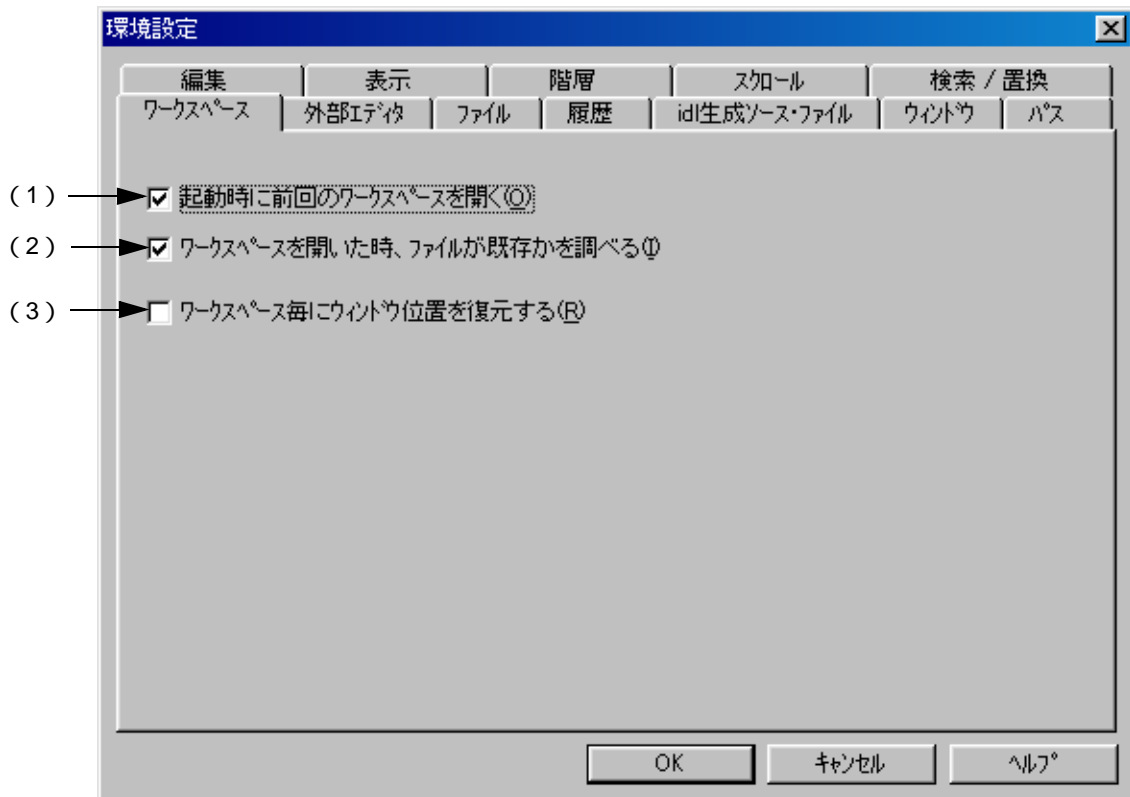 環境設定
編集 表示 階層 スクロール 検索 / 置換
ワークスペース 外部エディタ ファイル 履歴 idl生成ソース・ファイル ウィンドウ パス
(1) 起動時に前回のワークスペースを開く(O)
(2) ワークスペースを開いた時、ファイルが既存かを調べる(I)
(3) ワークスペース毎にウィンドウ位置を復元する(R)
OK キャンセル ヘルプ